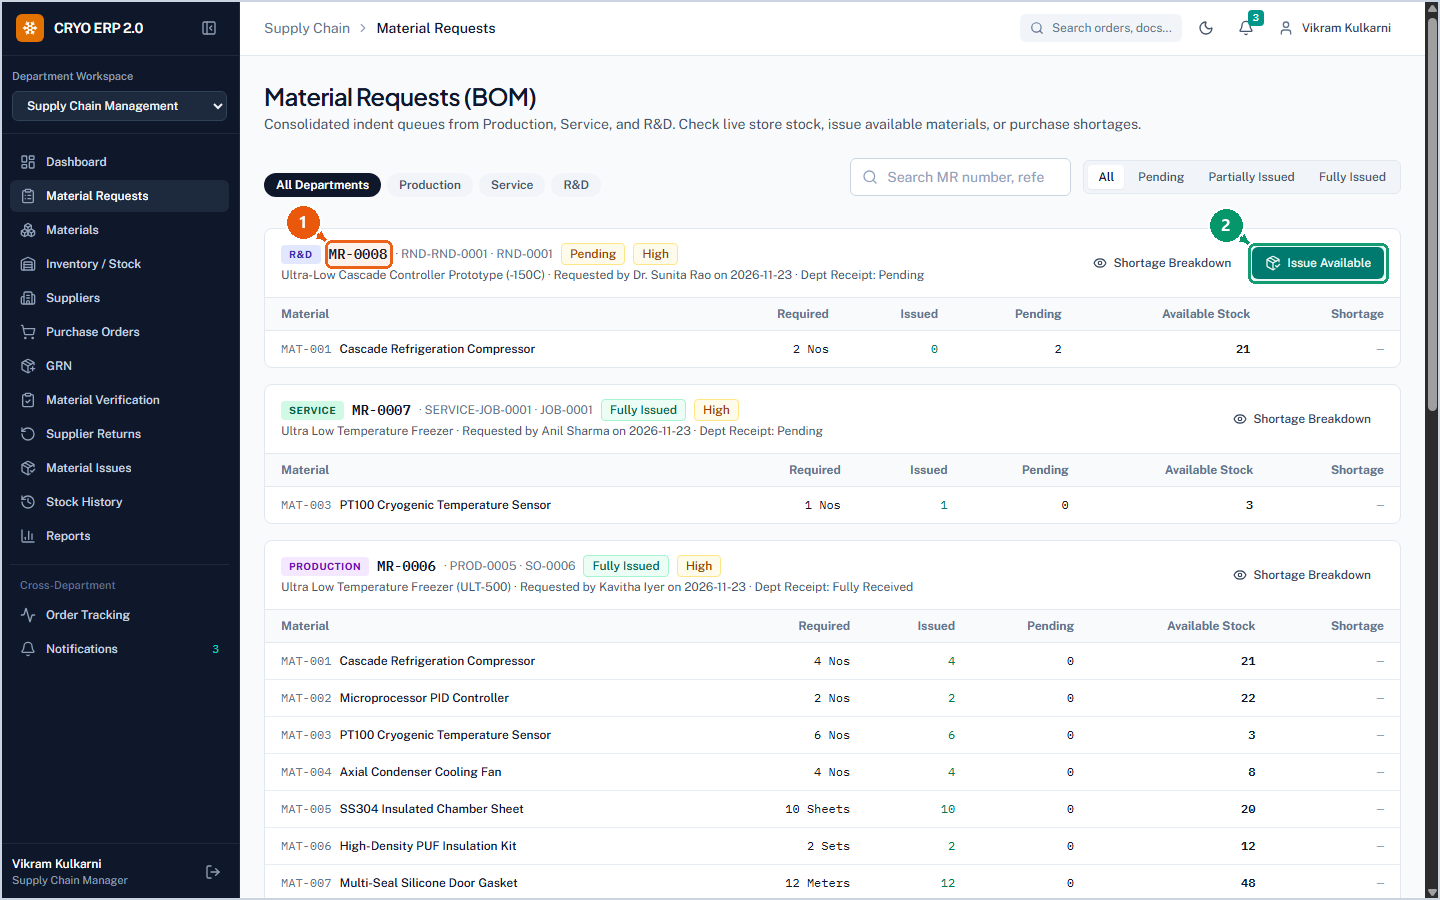 CRYO ERP 2.0
Supply Chain > Material Requests
Search orders, docs...
3
Vikram Kulkarni
Department Workspace
Supply Chain Management
Dashboard
Material Requests
Materials
Inventory / Stock
Suppliers
Purchase Orders
GRN
Material Verification
Supplier Returns
Material Issues
Stock History
Reports
Cross-Department
Order Tracking
Notifications 3
Vikram Kulkarni
Supply Chain Manager
Material Requests (BOM)
Consolidated indent queues from Production, Service, and R&D. Check live store stock, issue available materials, or purchase shortages.
All Departments Production Service R&D
Search MR number, refe
All Pending Partially Issued Fully Issued
1
2
R&D MR-0008 · RND-RND-0001 · RND-0001 Pending High
Ultra-Low Cascade Controller Prototype (-150C) · Requested by Dr. Sunita Rao on 2026-11-23 · Dept Receipt: Pending
Shortage Breakdown
Issue Available
Material Required Issued Pending Available Stock Shortage
MAT-001 Cascade Refrigeration Compressor 2 Nos 0 2 21 —
SERVICE MR-0007 · SERVICE-JOB-0001 · JOB-0001 Fully Issued High
Ultra Low Temperature Freezer · Requested by Anil Sharma on 2026-11-23 · Dept Receipt: Pending
Shortage Breakdown
Material Required Issued Pending Available Stock Shortage
MAT-003 PT100 Cryogenic Temperature Sensor 1 Nos 1 0 3 —
PRODUCTION MR-0006 · PROD-0005 · SO-0006 Fully Issued High
Ultra Low Temperature Freezer (ULT-500) · Requested by Kavitha Iyer on 2026-11-23 · Dept Receipt: Fully Received
Shortage Breakdown
Material Required Issued Pending Available Stock Shortage
MAT-001 Cascade Refrigeration Compressor 4 Nos 4 0 21 —
MAT-002 Microprocessor PID Controller 2 Nos 2 0 22 —
MAT-003 PT100 Cryogenic Temperature Sensor 6 Nos 6 0 3 —
MAT-004 Axial Condenser Cooling Fan 4 Nos 4 0 8 —
MAT-005 SS304 Insulated Chamber Sheet 10 Sheets 10 0 20 —
MAT-006 High-Density PUF Insulation Kit 2 Sets 2 0 12 —
MAT-007 Multi-Seal Silicone Door Gasket 12 Meters 12 0 48 —